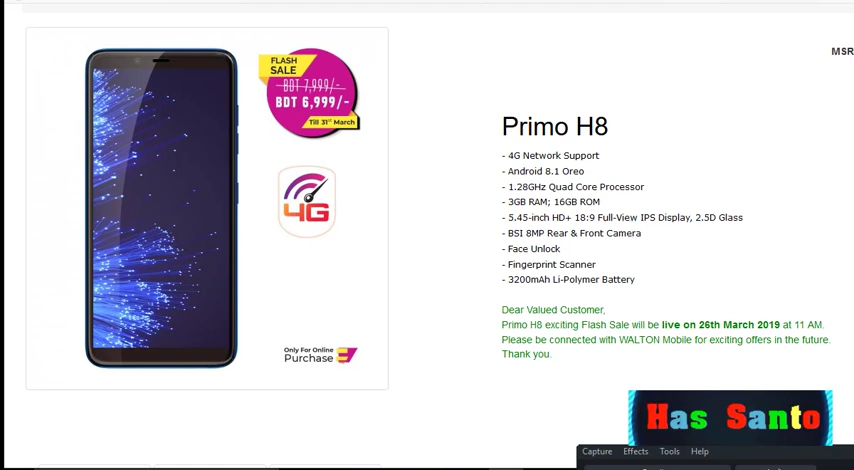 FLASH
SALE
BDT 7,999/-
BDT 6,999/-
Till 31st March
MSR
4G
Only For Online
Purchase
Primo H8
- 4G Network Support
- Android 8.1 Oreo
- 1.28GHz Quad Core Processor
- 3GB RAM; 16GB ROM
- 5.45-inch HD+ 18:9 Full-View IPS Display, 2.5D Glass
- BSI 8MP Rear & Front Camera
- Face Unlock
- Fingerprint Scanner
- 3200mAh Li-Polymer Battery
Dear Valued Customer,
Primo H8 exciting Flash Sale will be live on 26th March 2019 at 11 AM.
Please be connected with WALTON Mobile for exciting offers in the future.
Thank you.
Has Santo
Capture Effects Tools Help